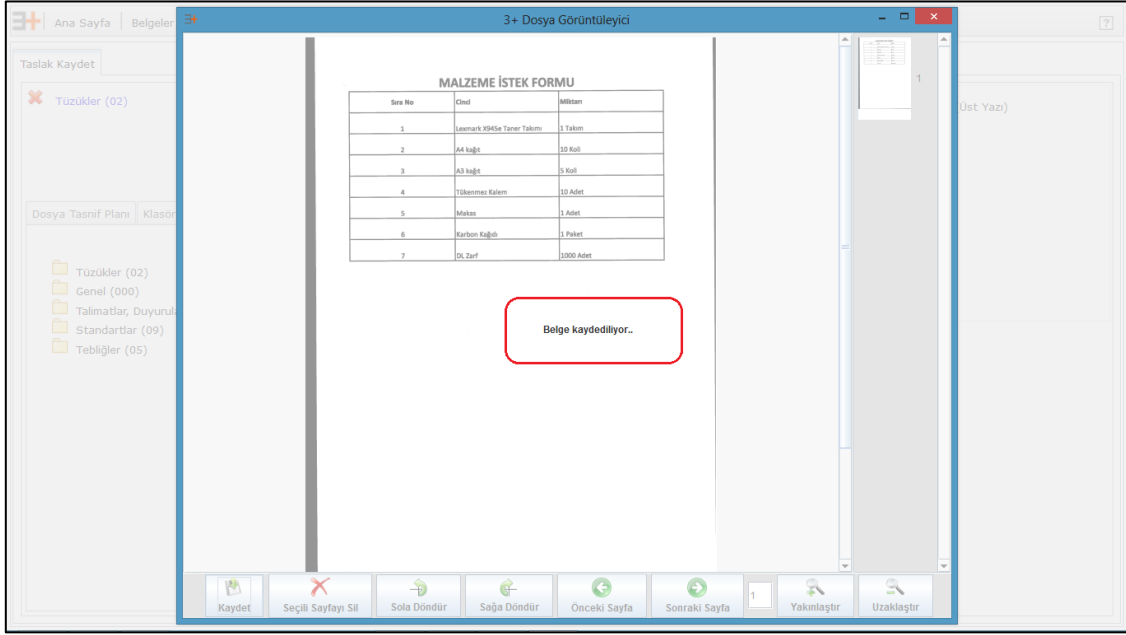 3+ Ana Sayfa Belgeler
3+ Dosya Görüntüleyici
?
Taslak Kaydet
Tüzükler (02)
Üst Yazı)
1
Dosya Tasnif Planı Klasör
Tüzükler (02)
Genel (000)
Talimatlar, Duyurula
Standartlar (09)
Tebliğler (05)
MALZEME İSTEK FORMU
Sıra No Cinci Miktarı
1 Lexmark X945e Taner Takımı 1 Takım
2 A4 kağıt 10 Koli
3 A3 kağıt 5 Koli
4 Tükenmez Kalem 10 Adet
5 Makas 1 Adet
6 Karbon Kağıdı 1 Paket
7 DL Zarf 1000 Adet
Belge kaydediliyor..
Kaydet Seçili Sayfayı Sil Sola Döndür Sağa Döndür Önceki Sayfa Sonraki Sayfa 1 Yakınlaştır Uzaklaştır